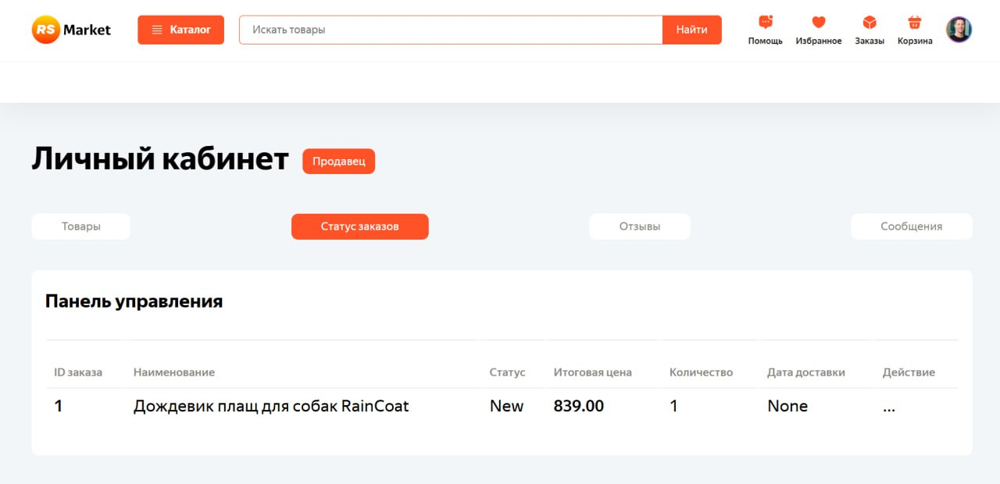 RS Market
Каталог
Искать товары
Найти
Помощь
Избранное
Заказы
Корзина
Личный кабинет
Продавец
Товары
Статус заказов
Отзывы
Сообщения
Панель управления
ID заказа Наименование Статус Итоговая цена Количество Дата доставки Действие
1 Дождевик плащ для собак RainCoat New 839.00 1 None ...